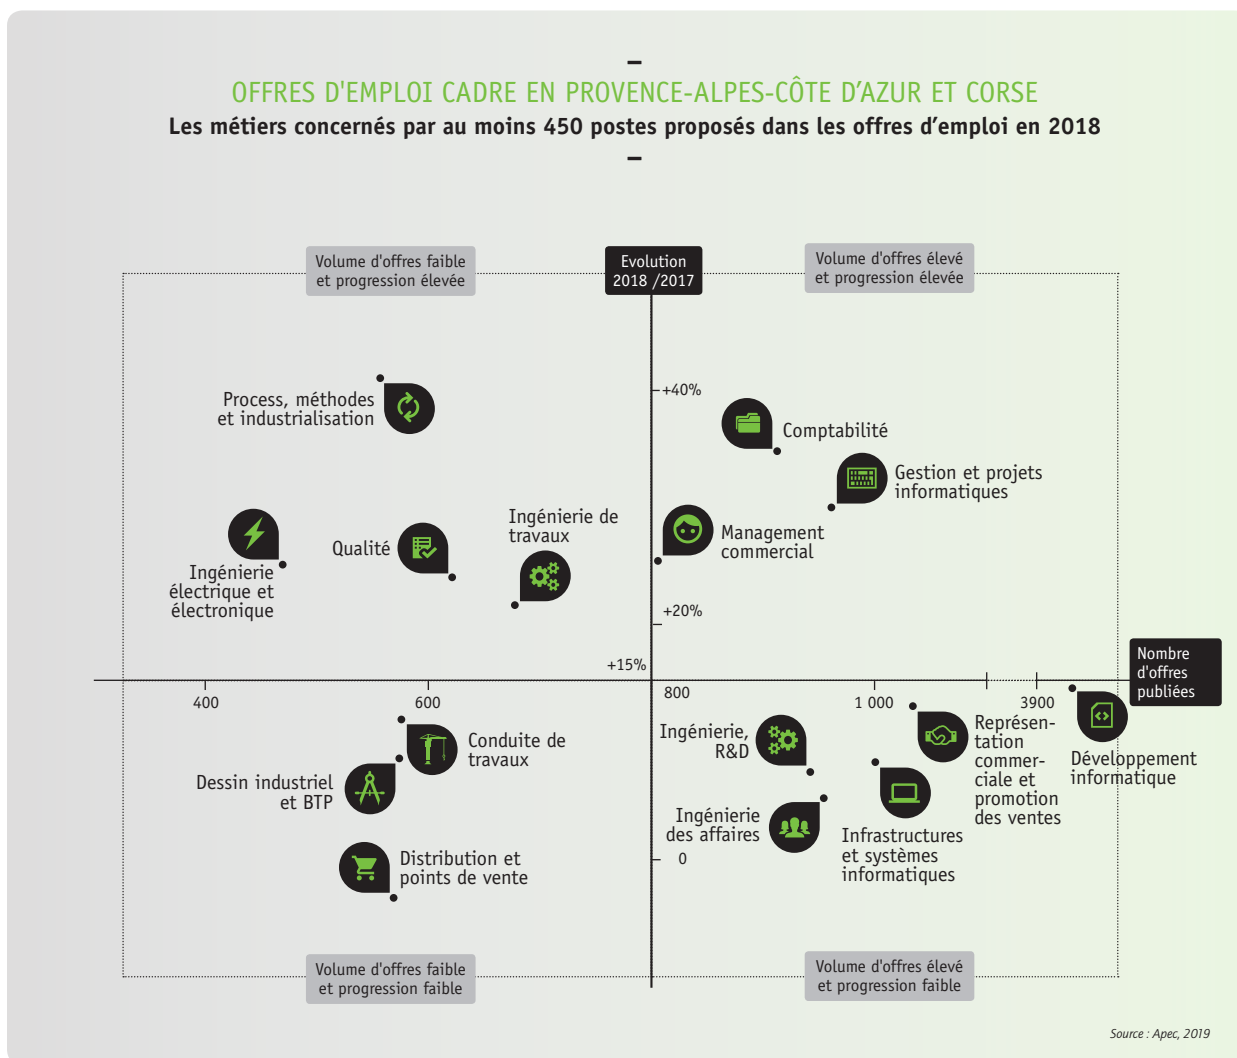 OFFRES D'EMPLOI CADRE EN PROVENCE-ALPES-CÔTE D'AZUR ET CORSE
Les métiers concernés par au moins 450 postes proposés dans les offres d'emploi en 2018
Volume d'offres faible
et progression élevée
Evolution
2018 /2017
Volume d'offres élevé
et progression élevée
+40%
Process, méthodes
et industrialisation
Comptabilité
Gestion et projets
informatiques
Ingénierie de
travaux
Qualité
Management
commercial
Ingénierie
électrique et
électronique
+20%
+15%
Nombre
d'offres
publiées
400
600
800
1 000
3900
Conduite de
travaux
Dessin industriel
et BTP
Distribution et
points de vente
Ingénierie,
R&D
Ingénierie
des affaires
0
Infrastructures
et systèmes
informatiques
Représen-
tation
commer-
ciale et
promotion
des ventes
Développement
informatique
Volume d'offres faible
et progression faible
Volume d'offres élevé
et progression faible
Source : Apec, 2019